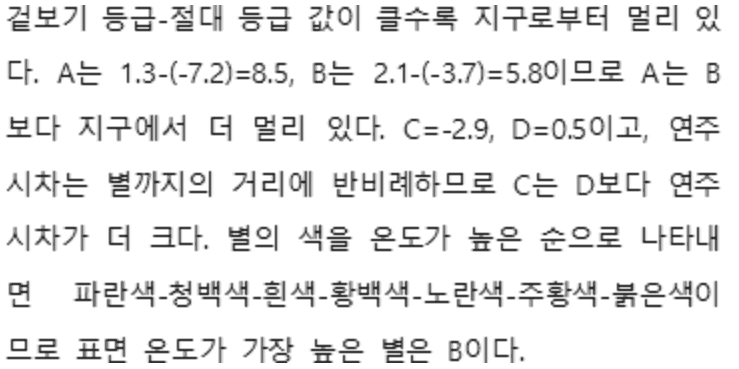 겉보기 등급-절대 등급 값이 클수록 지구로부터 멀리 있
다. A는 1.3-(-7.2)=8.5, B는 2.1-(-3.7)=5.8이므로 A는 B
보다 지구에서 더 멀리 있다. C=-2.9, D=0.5이고, 연주
시차는 별까지의 거리에 반비례하므로 C는 D보다 연주
시차가 더 크다. 별의 색을 온도가 높은 순으로 나타내
면 파란색-청백색-흰색-황백색-노란색-주황색-붉은색이
므로 표면 온도가 가장 높은 별은 B이다.